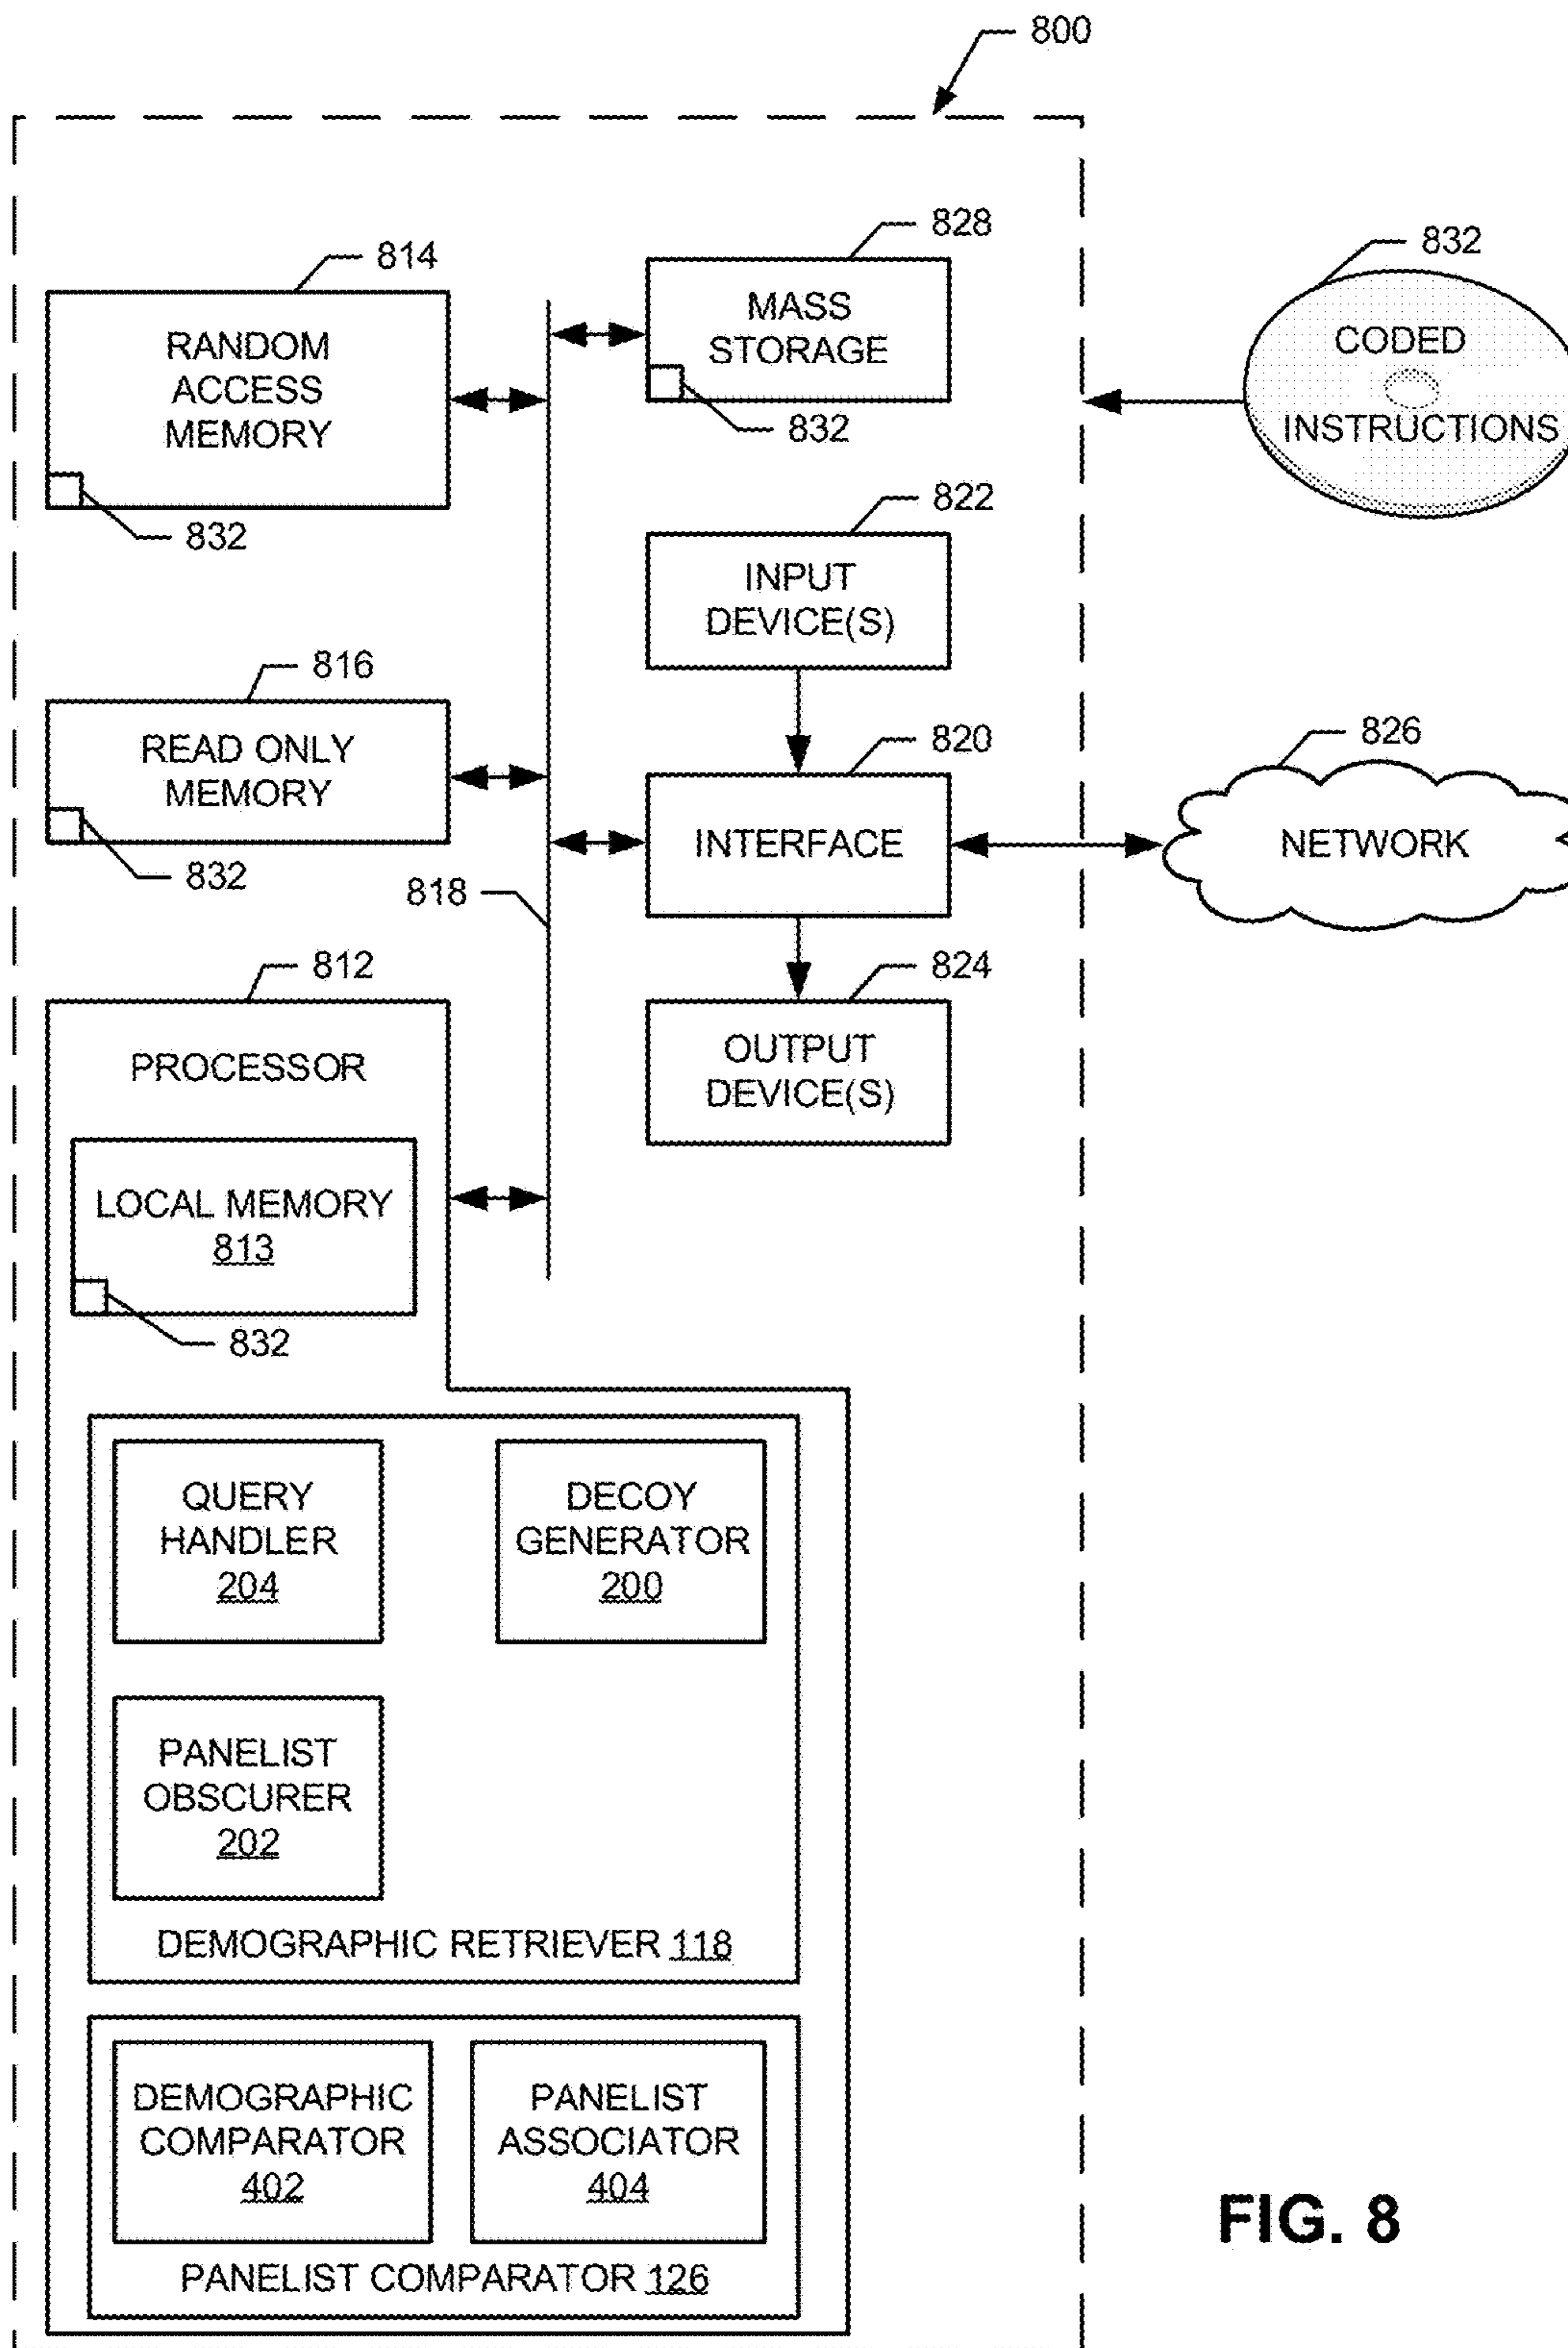 800
828
814
832
MASS
STORAGE
RANDOM
ACCESS
MEMORY
CODED
INSTRUCTIONS
832
832
822
INPUT
DEVICE(S)
816
READ ONLY
MEMORY
832
820
826
INTERFACE
NETWORK
818
812
824
PROCESSOR
OUTPUT
DEVICE(S)
LOCAL MEMORY
813
832
QUERY
HANDLER
204
DECOY
GENERATOR
200
PANELIST
OBSCURER
202
DEMOGRAPHIC RETRIEVER 118
DEMOGRAPHIC
COMPARATOR
402
PANELIST
ASSOCIATOR
404
PANELIST COMPARATOR 126
FIG. 8